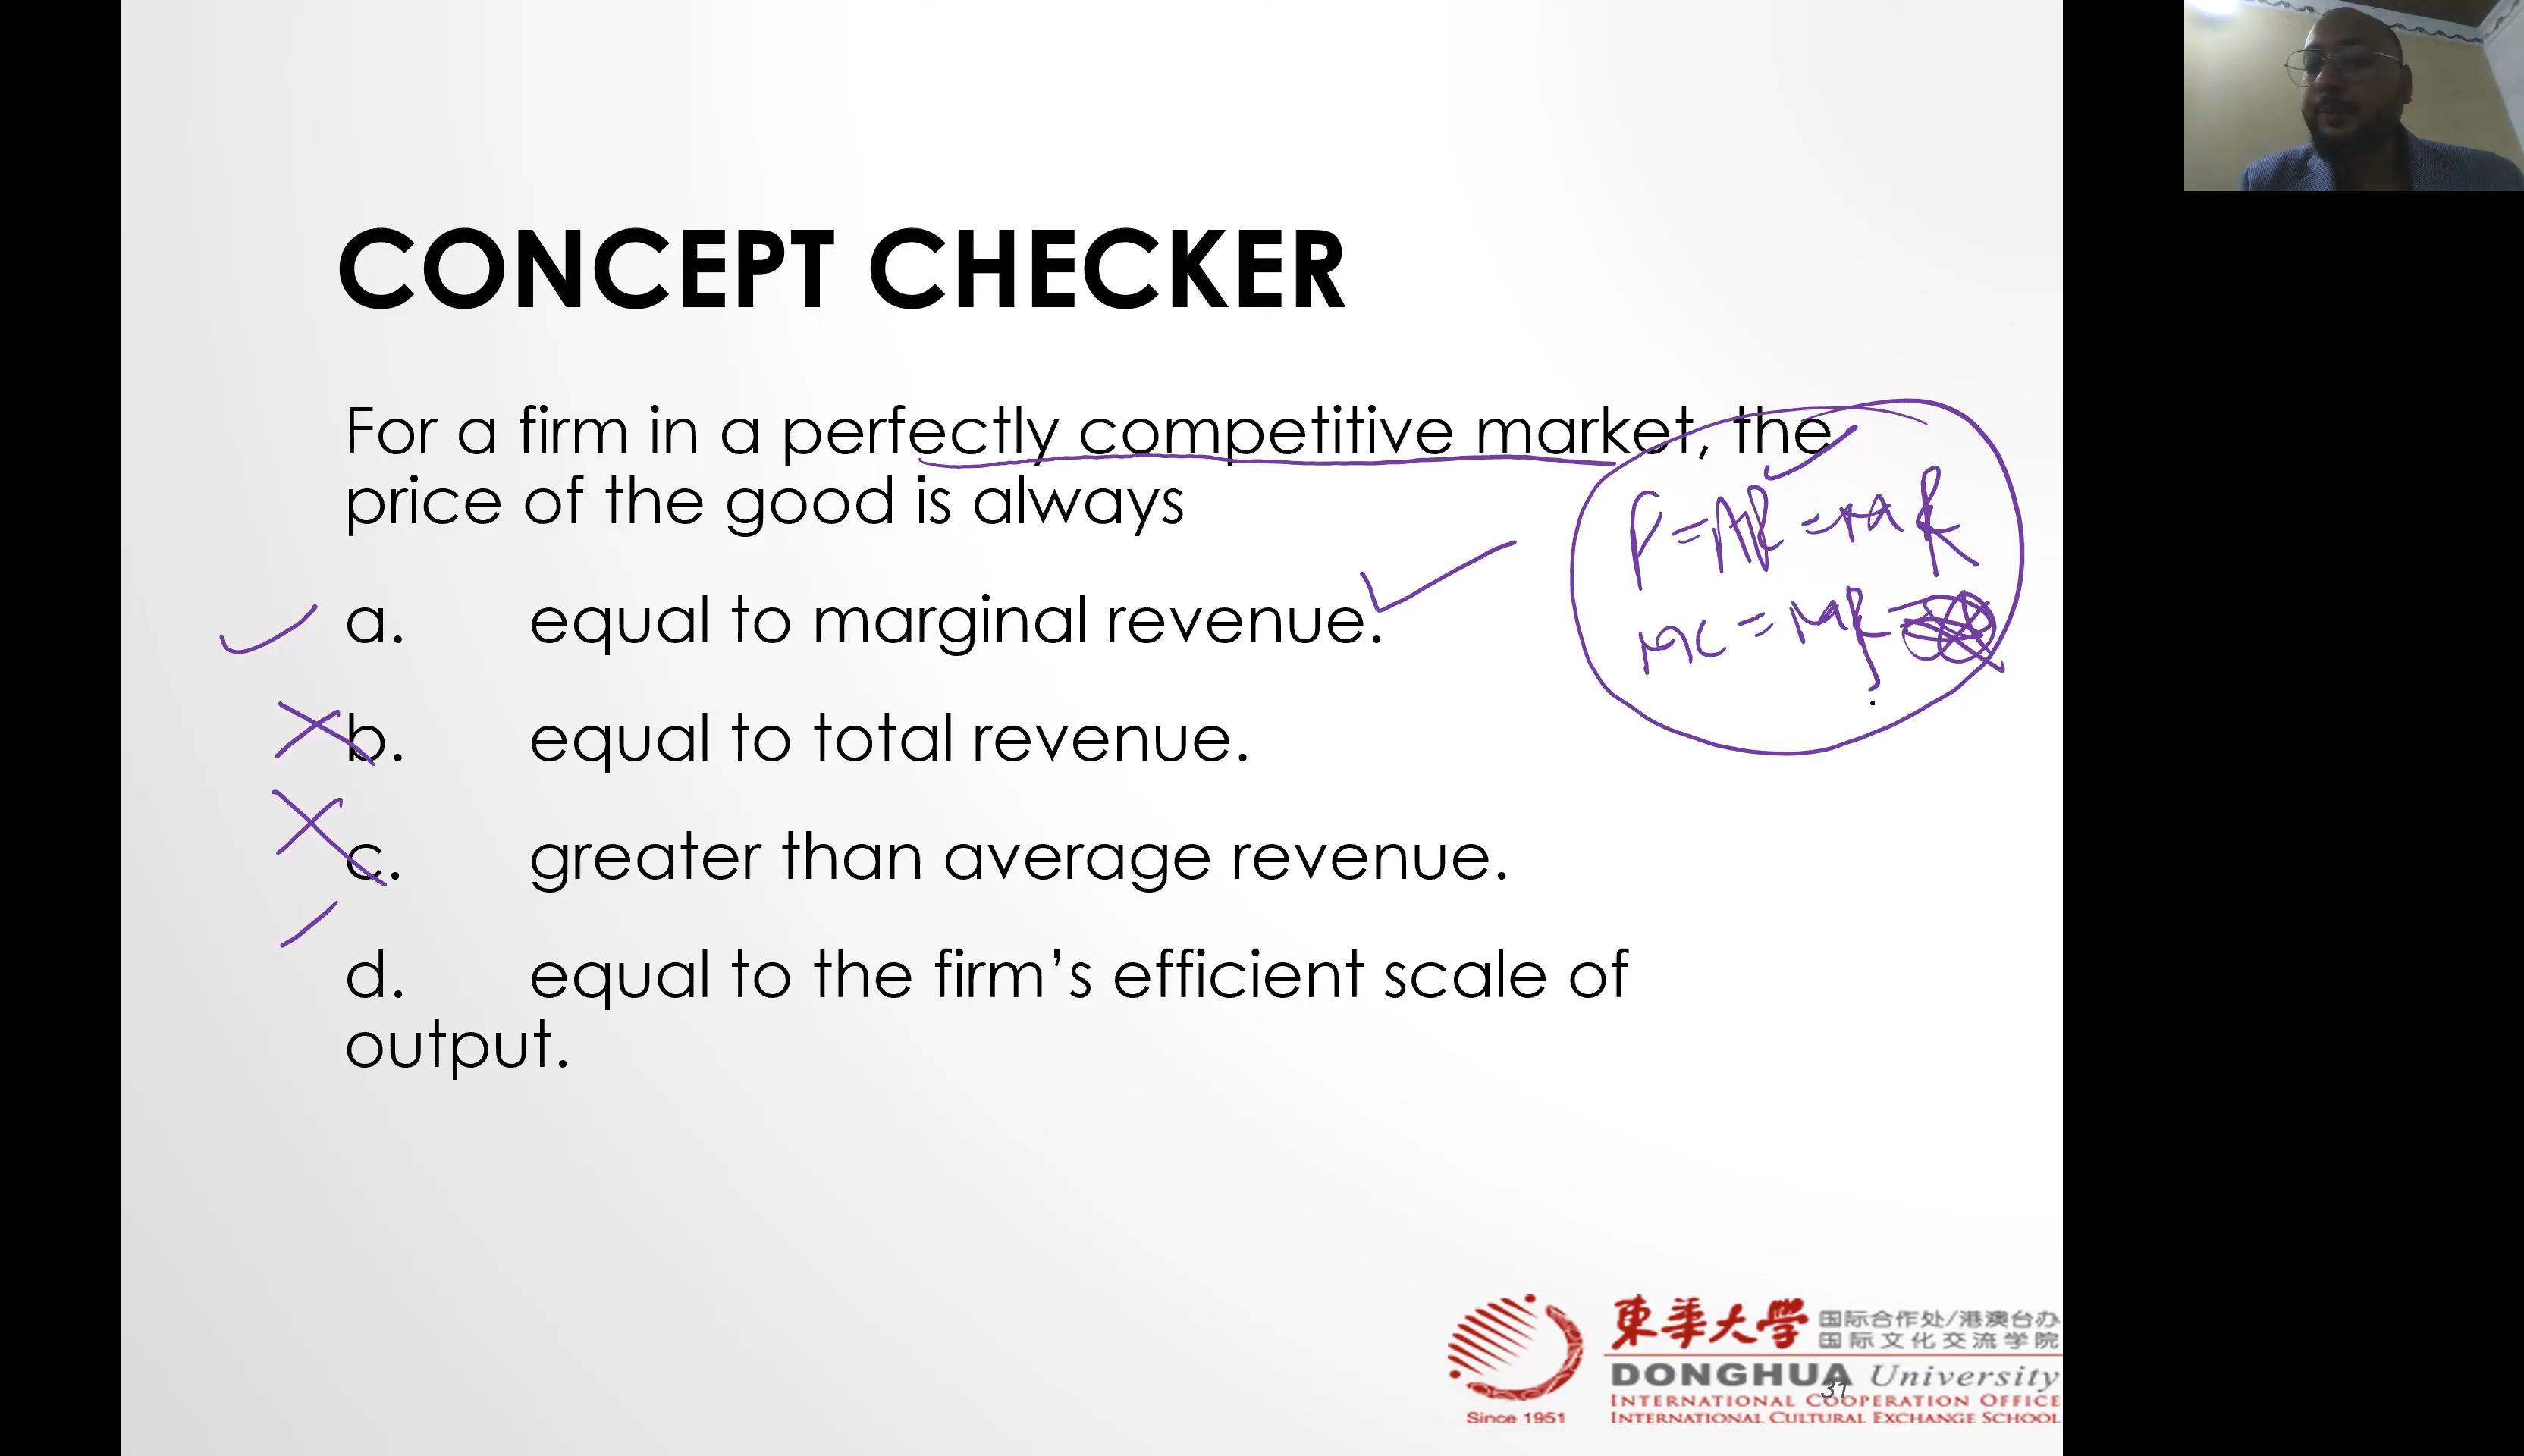 CONCEPT CHECKER
For a firm in a perfectly competitive market, the
price of the good is always
P = AR = MR
a. equal to marginal revenue.
MC = MR
b. equal to total revenue.
c. greater than average revenue.
d. equal to the firm’s efficient scale of
output.
東華大學 国际合作处/港澳台办
国际文化交流学院
DONGHUA University
31
INTERNATIONAL COOPERATION OFFICE
Since 1951 INTERNATIONAL CULTURAL EXCHANGE SCHOOL